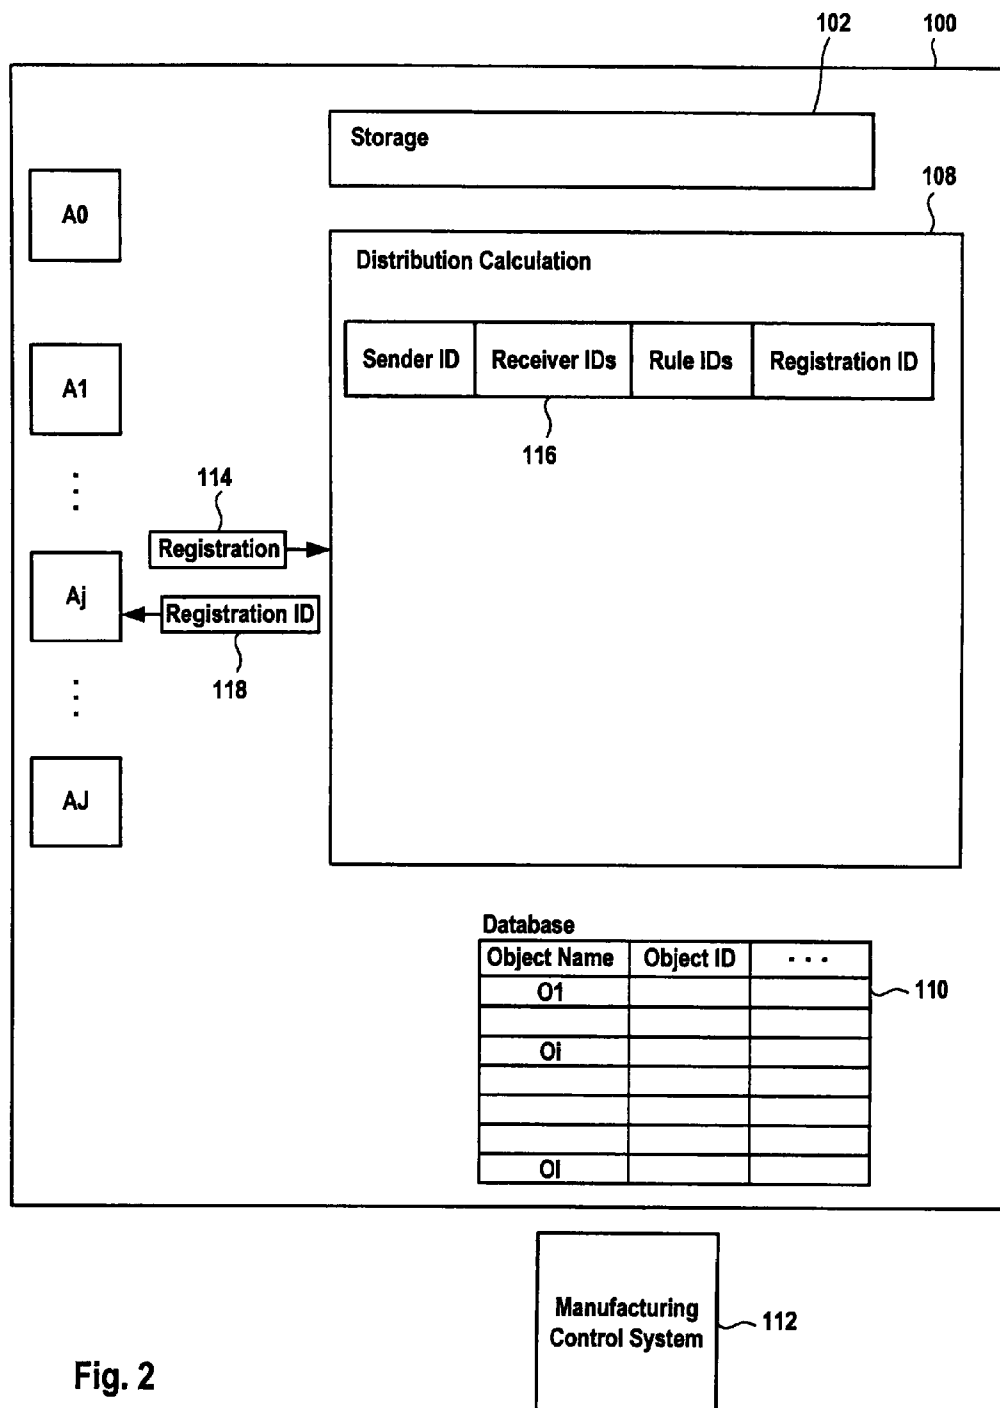 102
100
Storage
108
A0
Distribution Calculation
Sender ID
Receiver IDs
Rule IDs
Registration ID
A1
116
. . .
114
Registration
Aj
Registration ID
118
. . .
AJ
Database
Object Name
Object ID
. . .
O1
110
Oi
OI
Manufacturing
Control System
112
Fig. 2